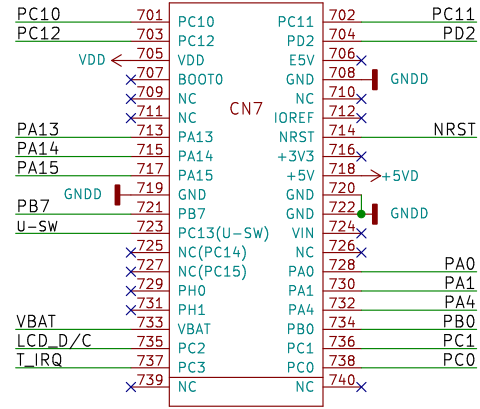 PC10 701 PC10 PC11 702 PC11
PC12 703 PC12 PD2 704 PD2
VDD 705 VDD E5V 706
707 BOOT0 GND 708 GNDD
709 NC NC 710
CN7
711 NC IOREF 712
PA13 713 PA13 NRST 714 NRST
PA14 715 PA14 +3V3 716
PA15 717 PA15 +5V 718 +5VD
GNDD 719 GND GND 720
PB7 721 PB7 GND 722 GNDD
U-SW 723 PC13(U-SW) VIN 724
725 NC(PC14) NC 726
727 NC(PC15) PA0 728 PA0
729 PH0 PA1 730 PA1
731 PH1 PA4 732 PA4
VBAT 733 VBAT PB0 734 PB0
LCD_D/C 735 PC2 PC1 736 PC1
T_IRQ 737 PC3 PC0 738 PC0
739 NC NC 740